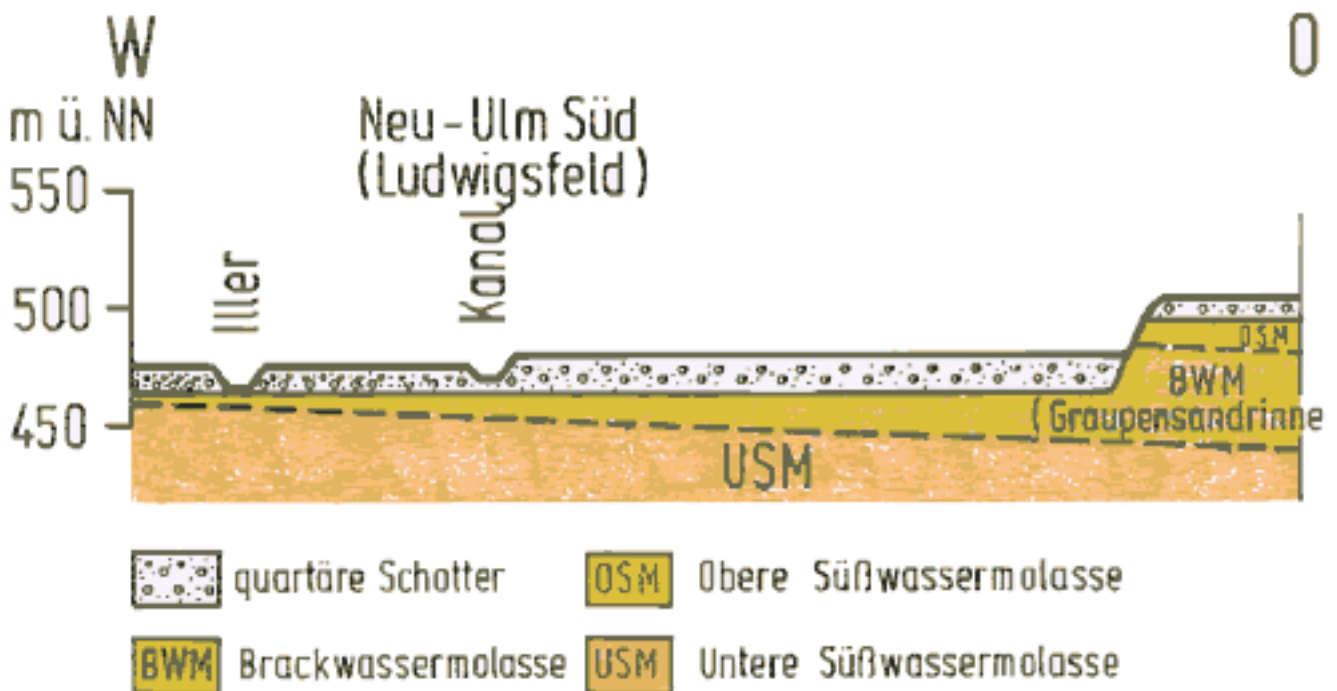 W
O
m ü. NN
Neu-Ulm Süd
(Ludwigsfeld)
550
500
450
Iller
Kanal
OSM
BWM
(Graupensandrinne
USM
quartäre Schotter
OSM Obere Süßwassermolasse
BWM Brackwassermolasse
USM Untere Süßwassermolasse